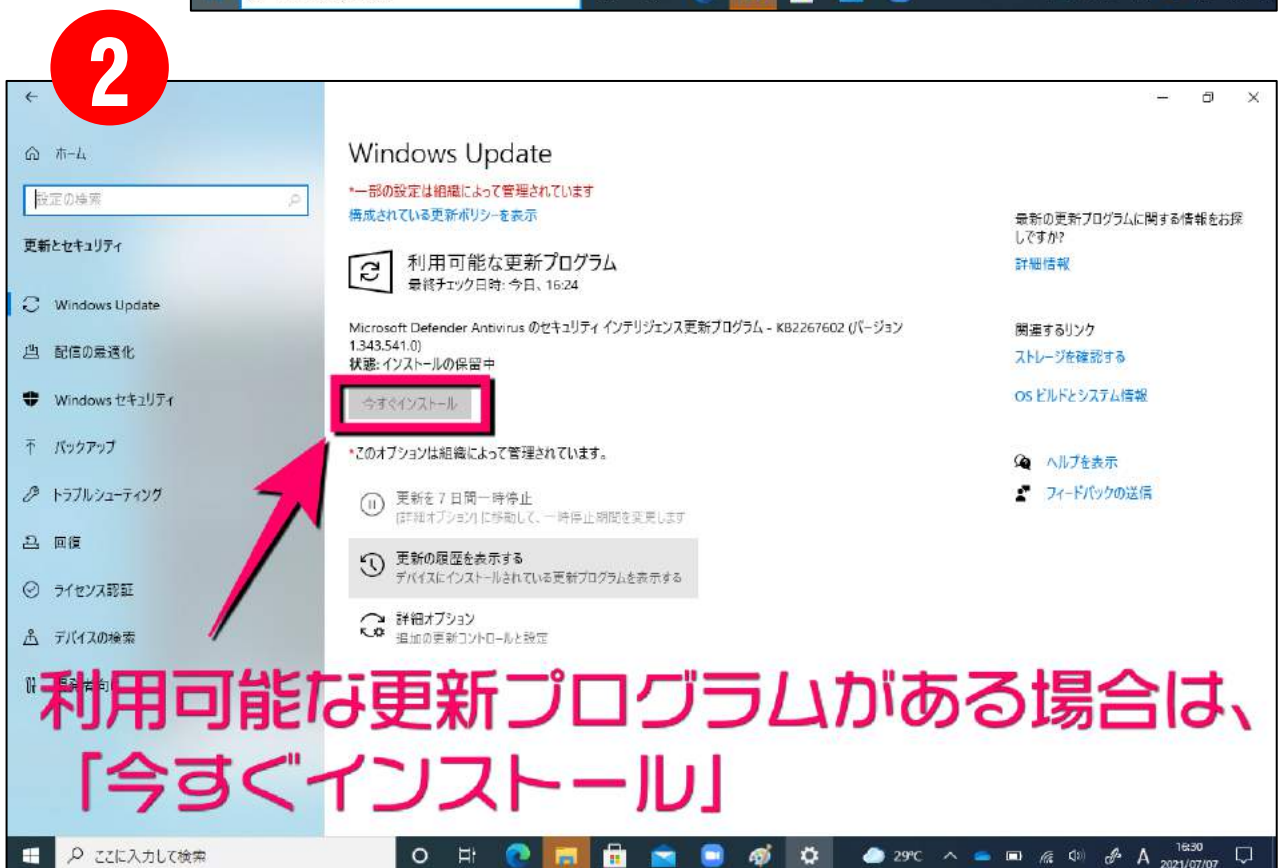 2
ホーム
設定の検索
更新とセキュリティ
Windows Update
配信の最適化
Windows セキュリティ
バックアップ
トラブルシューティング
回復
ライセンス認証
デバイスの検索
Windows Update
*一部の設定は組織によって管理されています
構成されている更新ポリシーを表示
利用可能な更新プログラム
最終チェック日時: 今日、16:24
Microsoft Defender Antivirus のセキュリティ インテリジェンス更新プログラム - KB2267602 (バージョン
1.343.541.0)
状態: インストールの保留中
今すぐインストール
*このオプションは組織によって管理されています。
更新を 7 日間一時停止
[詳細オプション] に移動して、一時停止期間を変更します
更新の履歴を表示する
デバイスにインストールされている更新プログラムを表示する
詳細オプション
追加の更新コントロールと設定
最新の更新プログラムに関する情報をお探
しですか?
詳細情報
関連するリンク
ストレージを確認する
OS ビルドとシステム情報
ヘルプを表示
フィードバックの送信
利用可能な更新プログラムがある場合は、
「今すぐインストール」
ここに入力して検索
29℃
A
16:30
2021/07/07